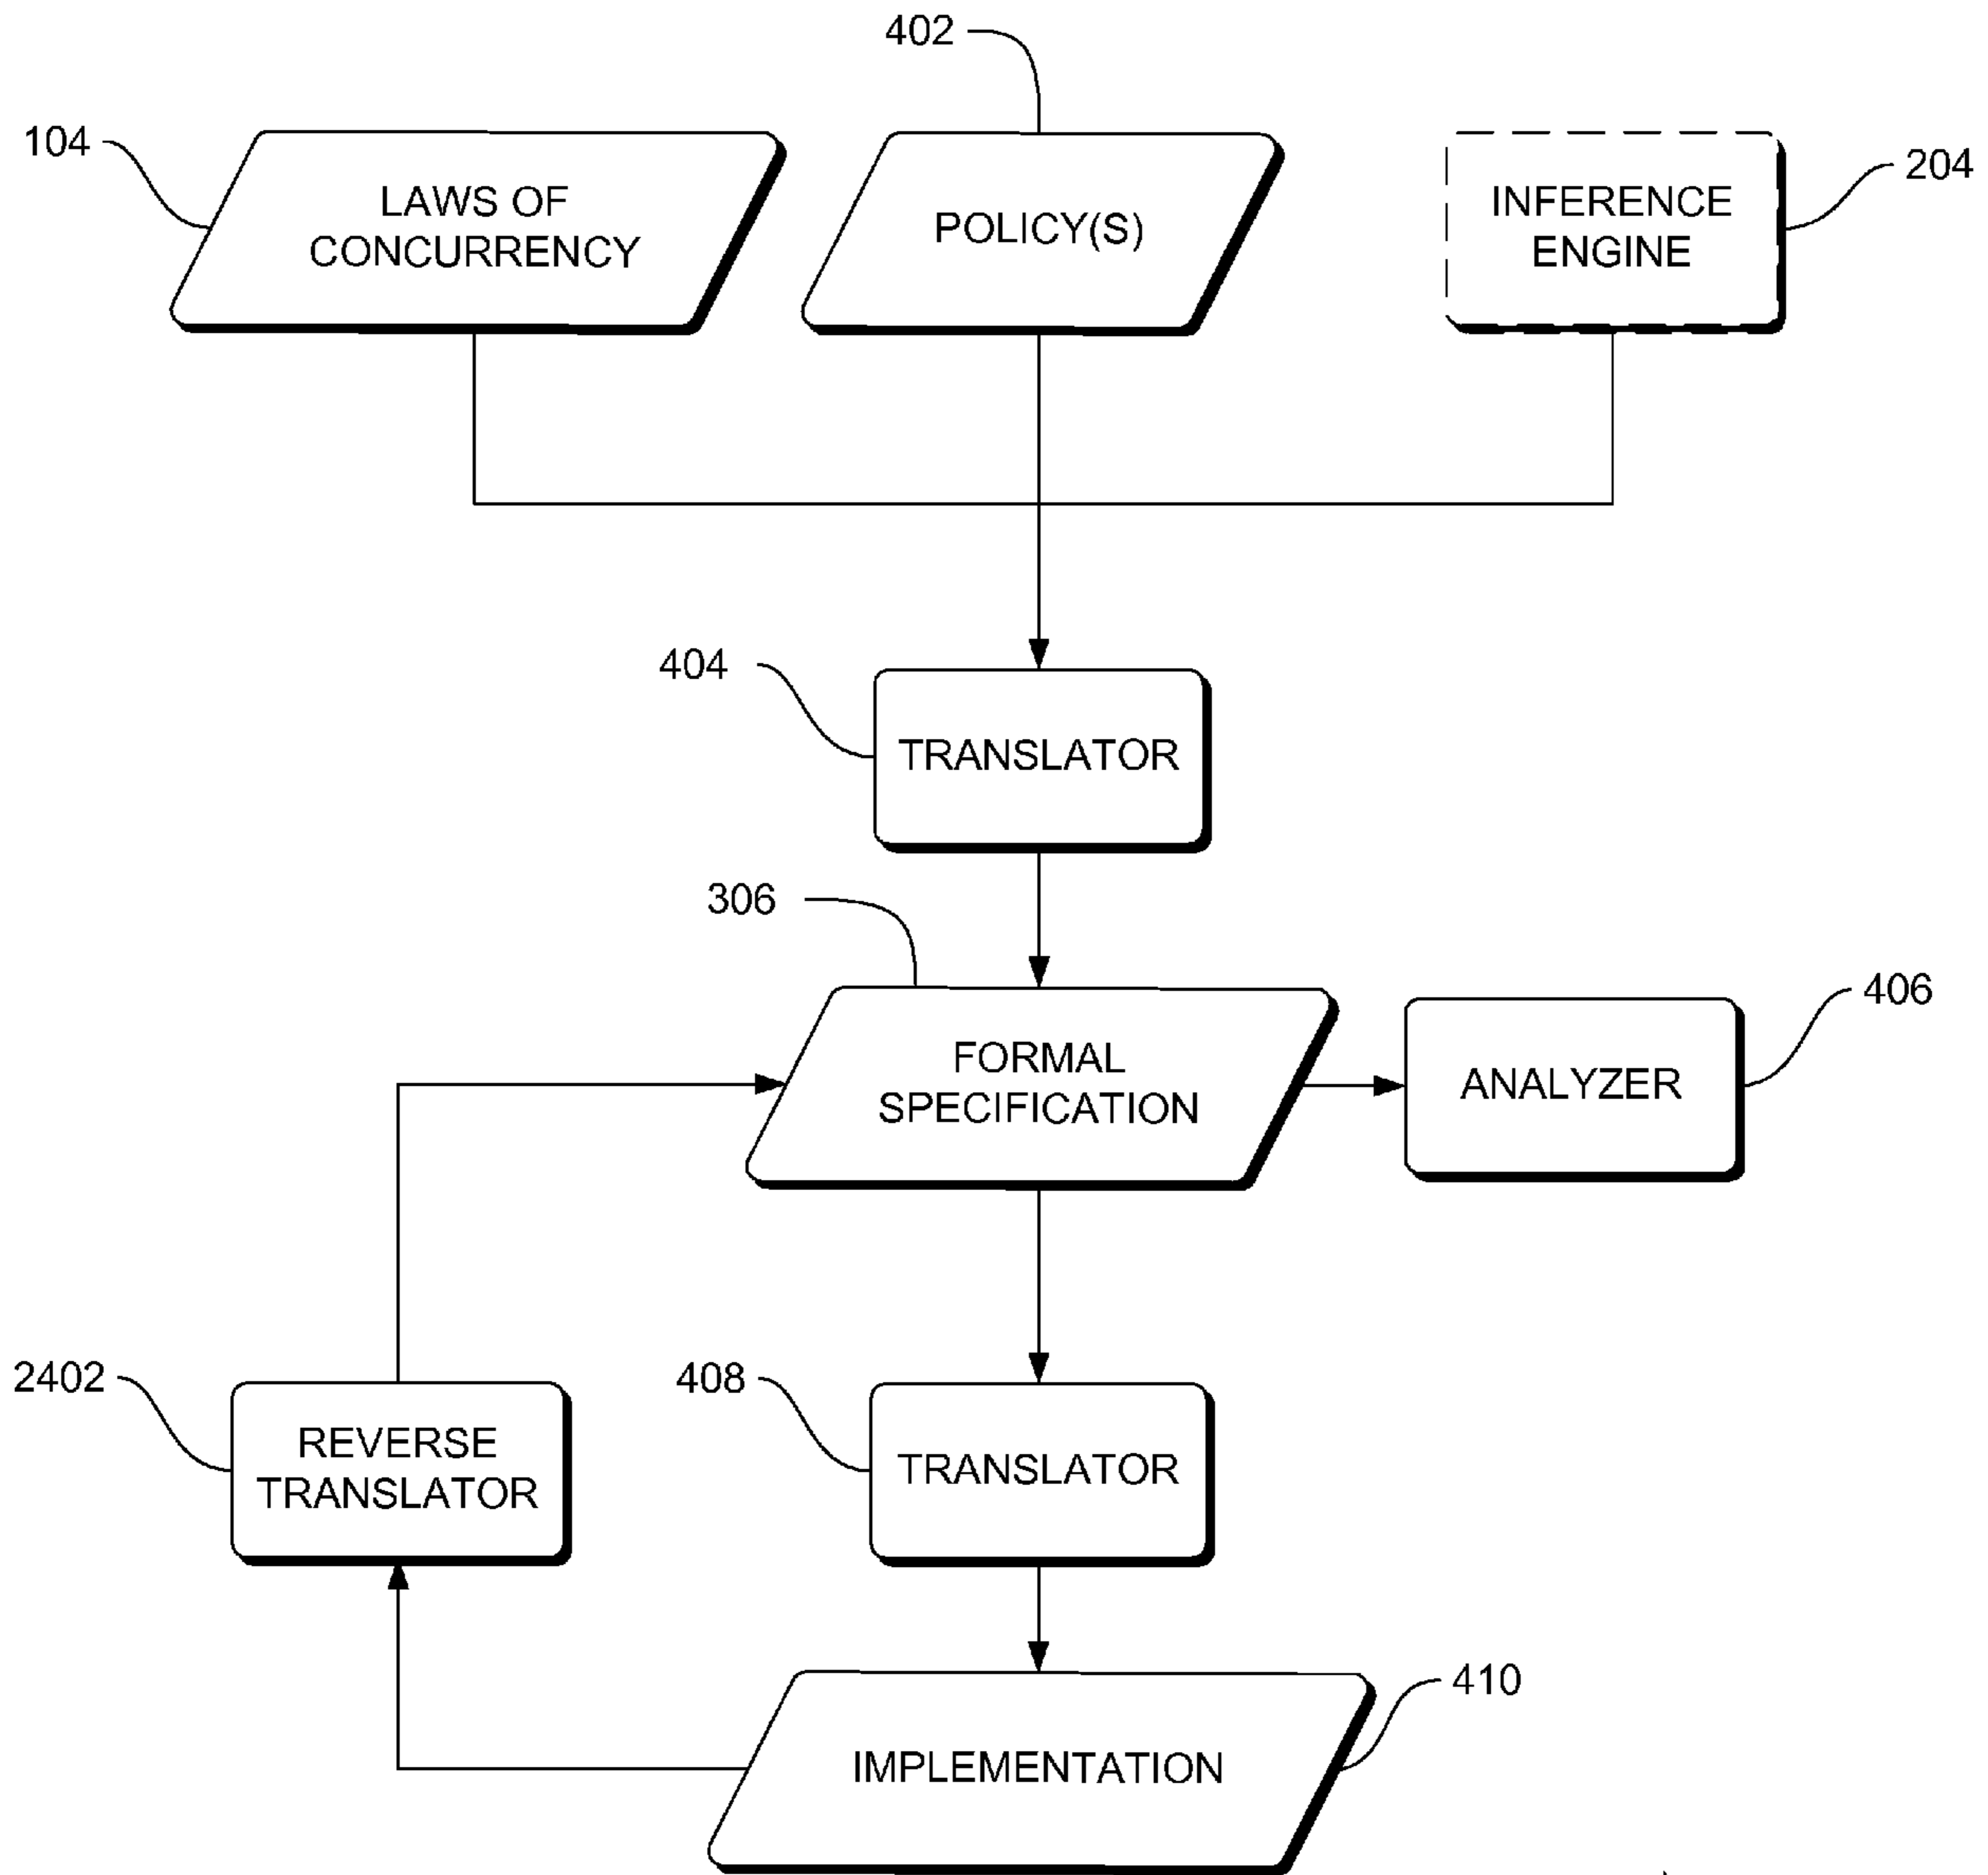 402
104
LAWS OF
CONCURRENCY
POLICY(S)
INFERENCE
ENGINE
204
404
TRANSLATOR
306
FORMAL
SPECIFICATION
ANALYZER
406
2402
REVERSE
TRANSLATOR
408
TRANSLATOR
IMPLEMENTATION
410